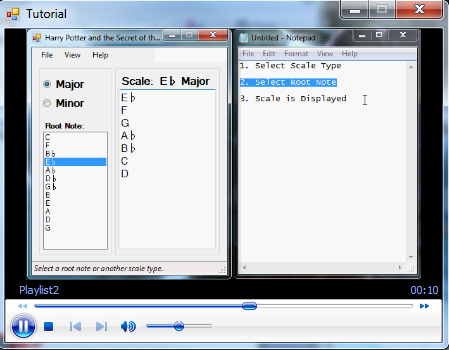 Tutorial
Harry Potter and the Secret of th...
File View Help
Major
Minor
Root Note:
C
F
B♭
E♭
A♭
D♭
G♭
B
E
A
D
G
Scale: E♭ Major
E♭
F
G
A♭
B♭
C
D
Select a root note or another scale type.
Untitled - Notepad
File Edit Format View Help
1. Select Scale Type
2. Select Root Note
3. Scale is Displayed
Playlist2
00:10